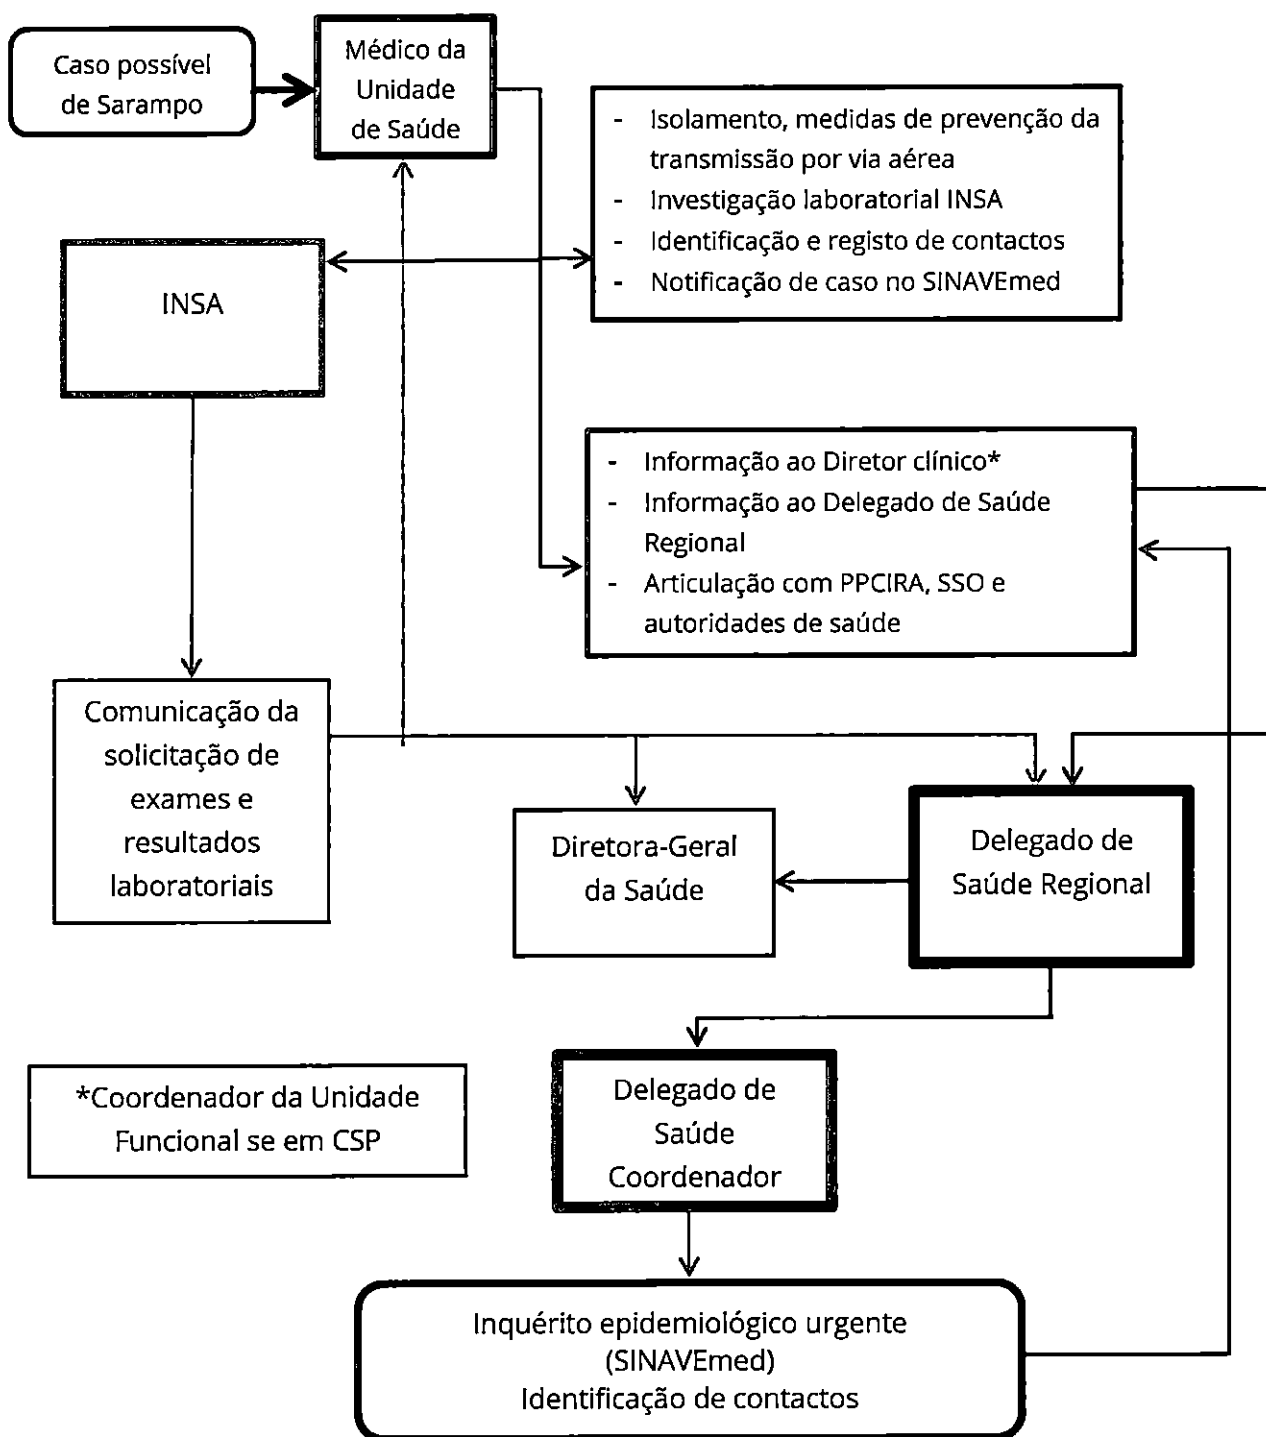 Caso possível
de Sarampo
Médico da
Unidade
de Saúde
- Isolamento, medidas de prevenção da
transmissão por via aérea
- Investigação laboratorial INSA
- Identificação e registo de contactos
- Notificação de caso no SINAVEmed
INSA
- Informação ao Diretor clínico*
- Informação ao Delegado de Saúde
Regional
- Articulação com PPCIRA, SSO e
autoridades de saúde
Comunicação da
solicitação de
exames e
resultados
laboratoriais
Diretora-Geral
da Saúde
Delegado de
Saúde Regional
*Coordenador da Unidade
Funcional se em CSP
Delegado de
Saúde
Coordenador
Inquérito epidemiológico urgente
(SINAVEmed)
Identificação de contactos